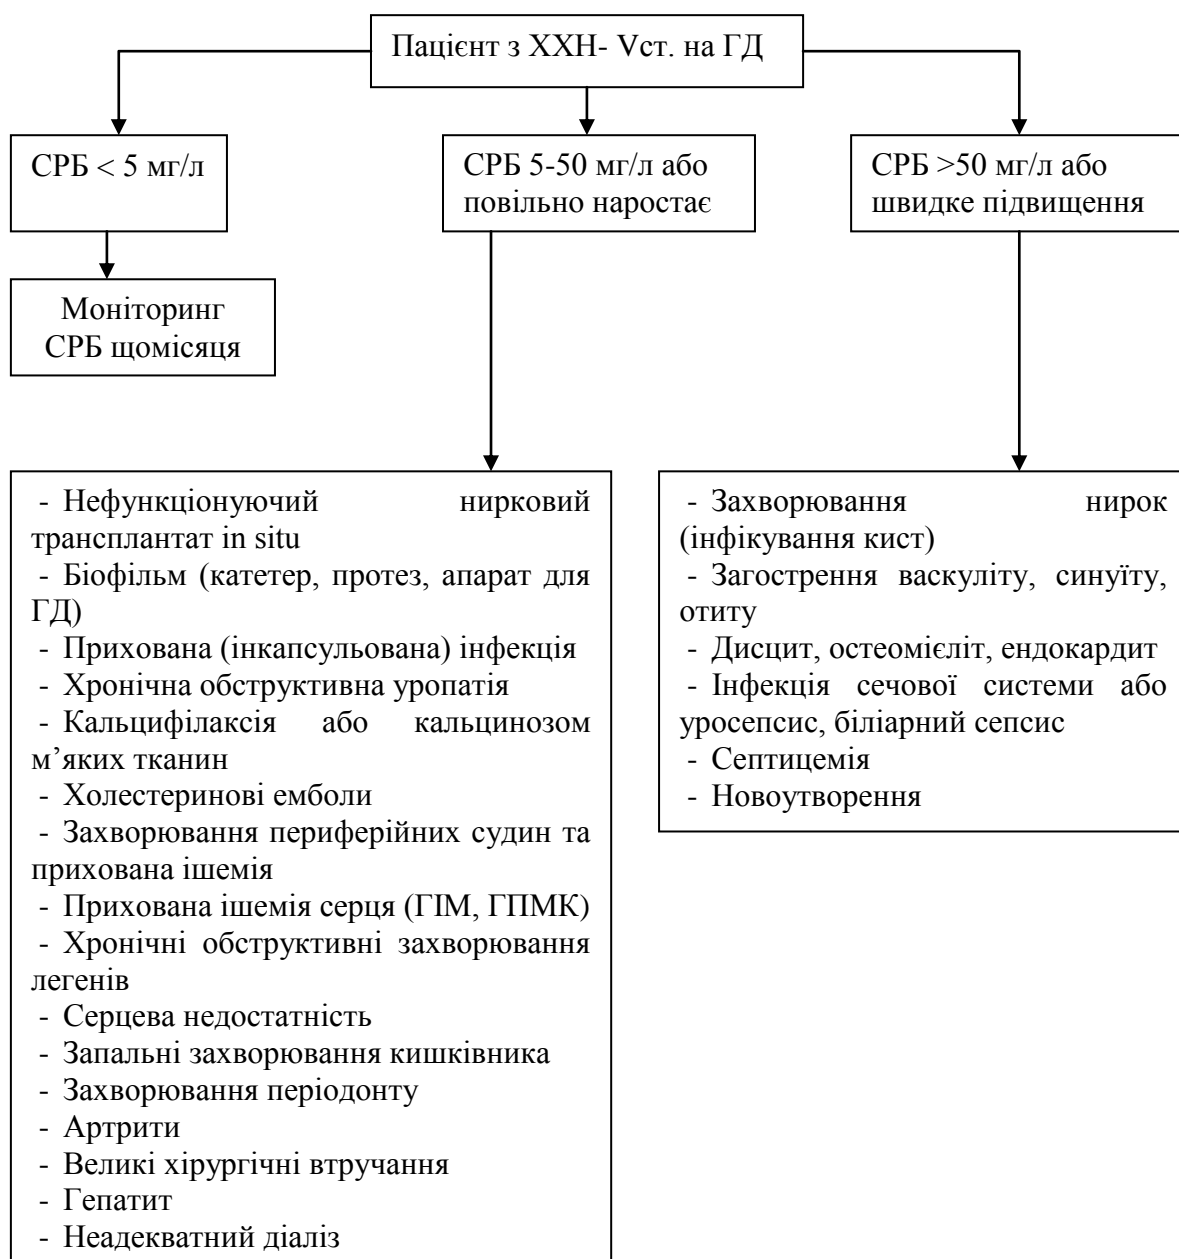 Пацієнт з ХХН- Vст. на ГД
СРБ < 5 мг/л
СРБ 5-50 мг/л або
повільно наростає
СРБ >50 мг/л або
швидке підвищення
Моніторинг
СРБ щомісяця
- Нефункціонуючий нирковий
трансплантат in situ
- Біофільм (катетер, протез, апарат для
ГД)
- Прихована (інкапсульована) інфекція
- Хронічна обструктивна уропатія
- Кальцифілаксія або кальцинозом
м’яких тканин
- Холестеринові емболи
- Захворювання периферійних судин та
прихована ішемія
- Прихована ішемія серця (ГІМ, ГПМК)
- Хронічні обструктивні захворювання
легенів
- Серцева недостатність
- Запальні захворювання кишківника
- Захворювання періодонту
- Артрити
- Великі хірургічні втручання
- Гепатит
- Неадекватний діаліз
- Захворювання нирок
(інфікування кист)
- Загострення васкуліту, синуїту,
отиту
- Дисцит, остеомієліт, ендокардит
- Інфекція сечової системи або
уросепсис, біліарний сепсис
- Септицемія
- Новоутворення